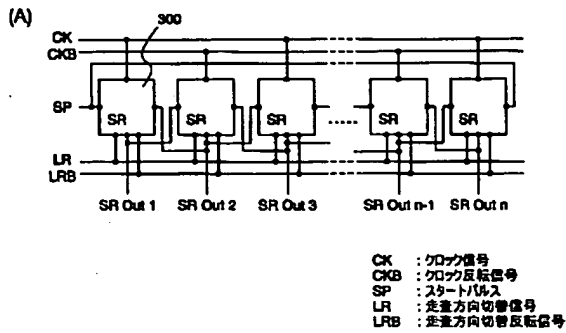 (A)
300
CK
CKB
SP
SR SR SR ...... SR SR
LR
LRB
SR Out 1 SR Out 2 SR Out 3 SR Out n-1 SR Out n
CK : クロック信号
CKB : クロック反転信号
SP : スタートパルス
LR : 走査方向切替信号
LRB : 走査方向切替反転信号